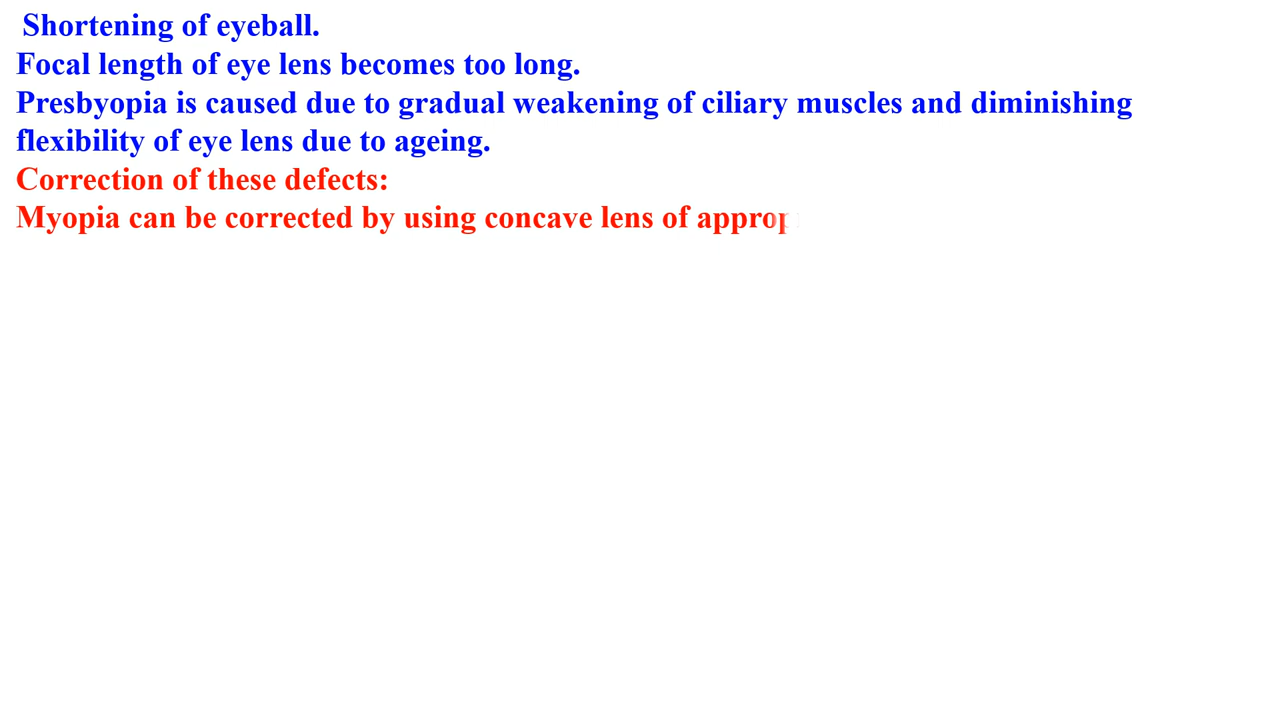 Shortening of eyeball.
Focal length of eye lens becomes too long.
Presbyopia is caused due to gradual weakening of ciliary muscles and diminishing
flexibility of eye lens due to ageing.
Correction of these defects:
Myopia can be corrected by using concave lens of approp